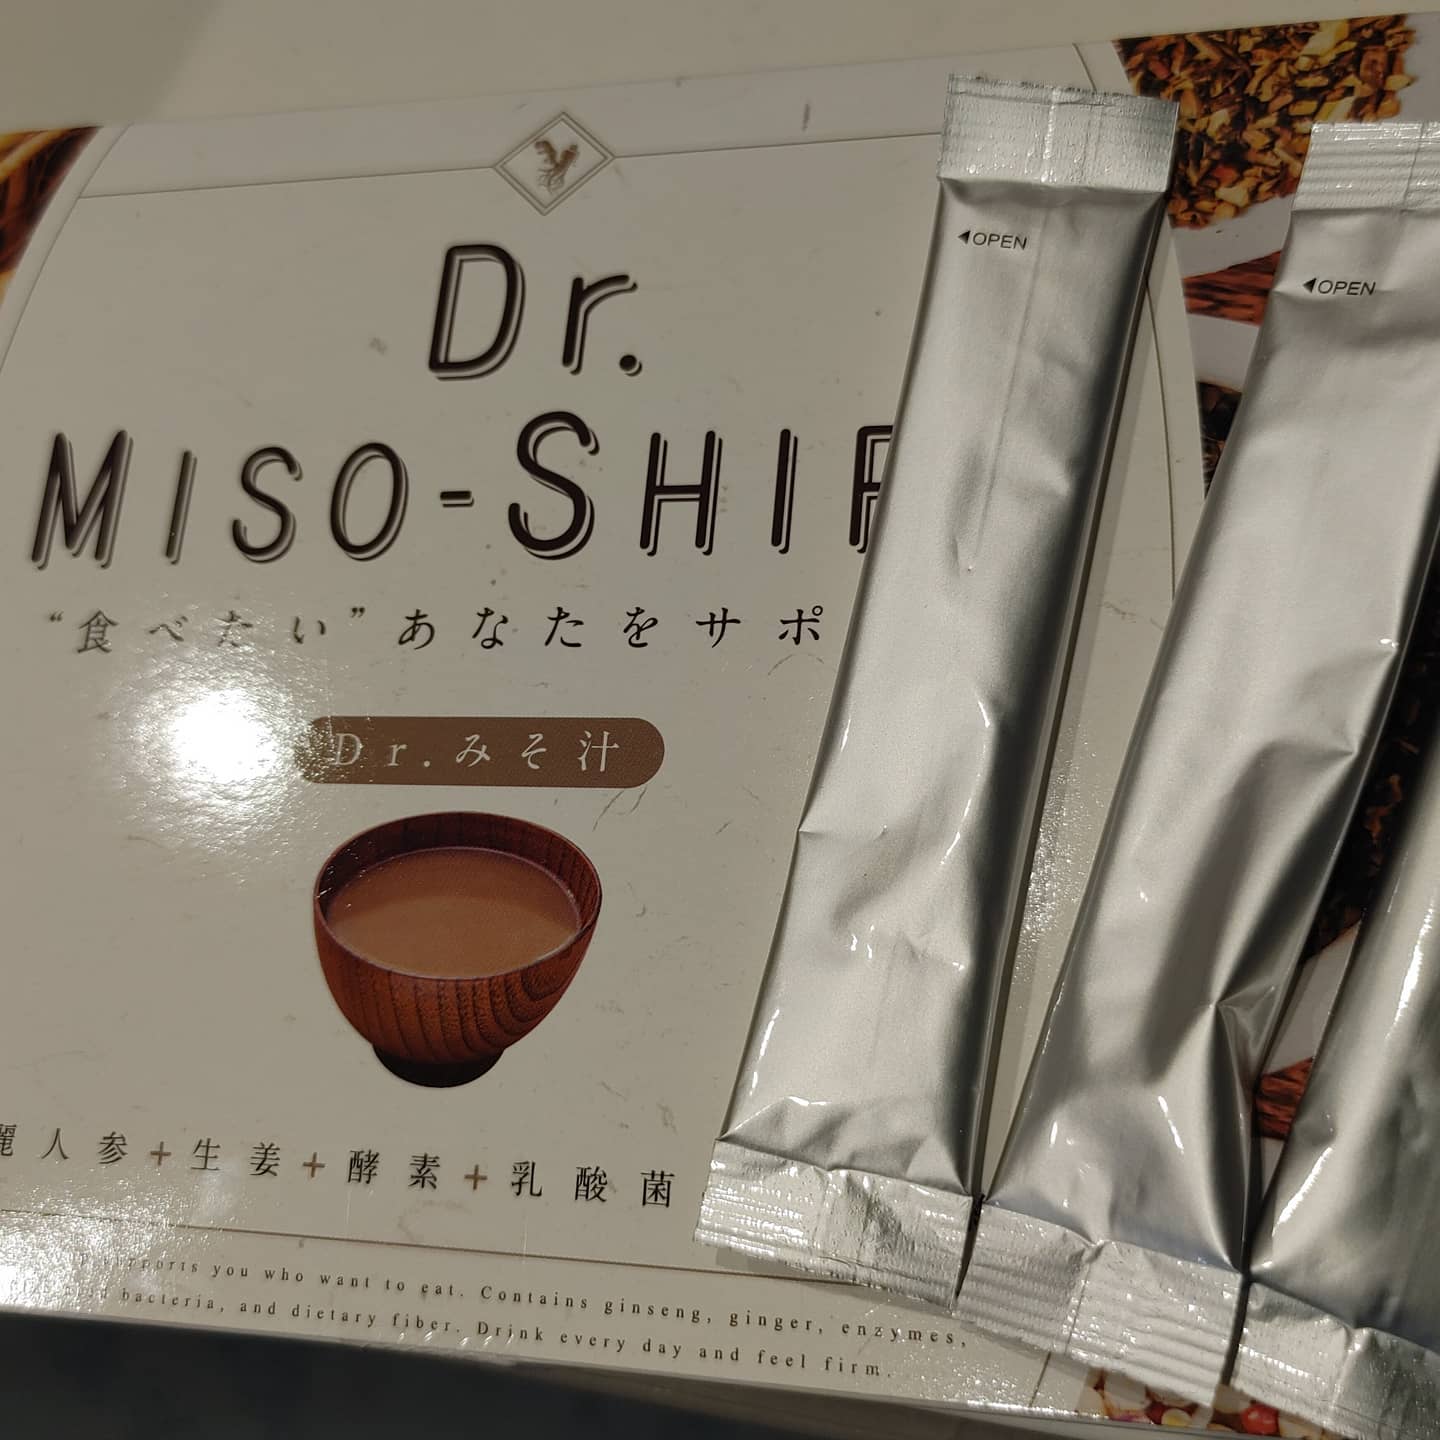 Dr.
MISO-SHIR
“食べたい”あなたをサポ
Dr.みそ汁
麗人参+生姜+酵素+乳酸菌
supports you who want to eat. Contains ginseng, ginger, enzymes,
bacteria, and dietary fiber. Drink every day and feel firm.
◀OPEN
◀OPEN